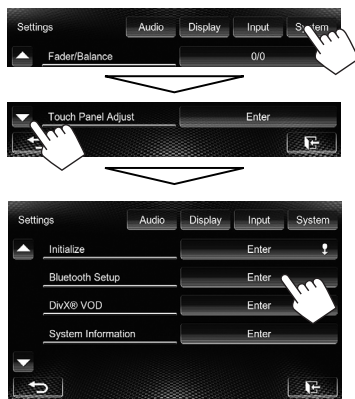 Settings Audio Display Input System
Fader/Balance 0/0
Touch Panel Adjust Enter
Settings Audio Display Input System
Initialize Enter
Bluetooth Setup Enter
DivX® VOD Enter
System Information Enter